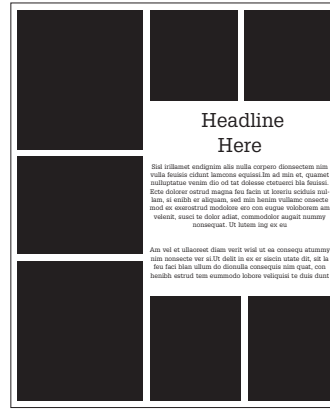 Headline
Here
Sisl irillamet endignim alis nulla corpero dionsectem nim
vulla feuisis cidunt lamcons equissi.Im ad min et, quamet
nulluptatue venim dio od tat dolesse ctetuerci bla feuissi.
Ecte dolorer ostrud magna feu facin ut loreriu sciduis nul-
lam, si enibh er aliquam, sed min henim vullamc onsecte
mod ex exerostrud modolore ero con eugue voloborem am
velenit, susci te dolor adiat, commodolor augait nummy
nonsequat. Ut lutem ing ex eu
Am vel et ullaoreet diam verit wisl ut ea consequ atummy
nim nonsecte ver si.Ut delit in ex er siscin utate dit, sit la
feu faci blan ullum do dionulla consequis nim quat, con
henibh estrud tem eummodo lobore veliquisi te duis dunt